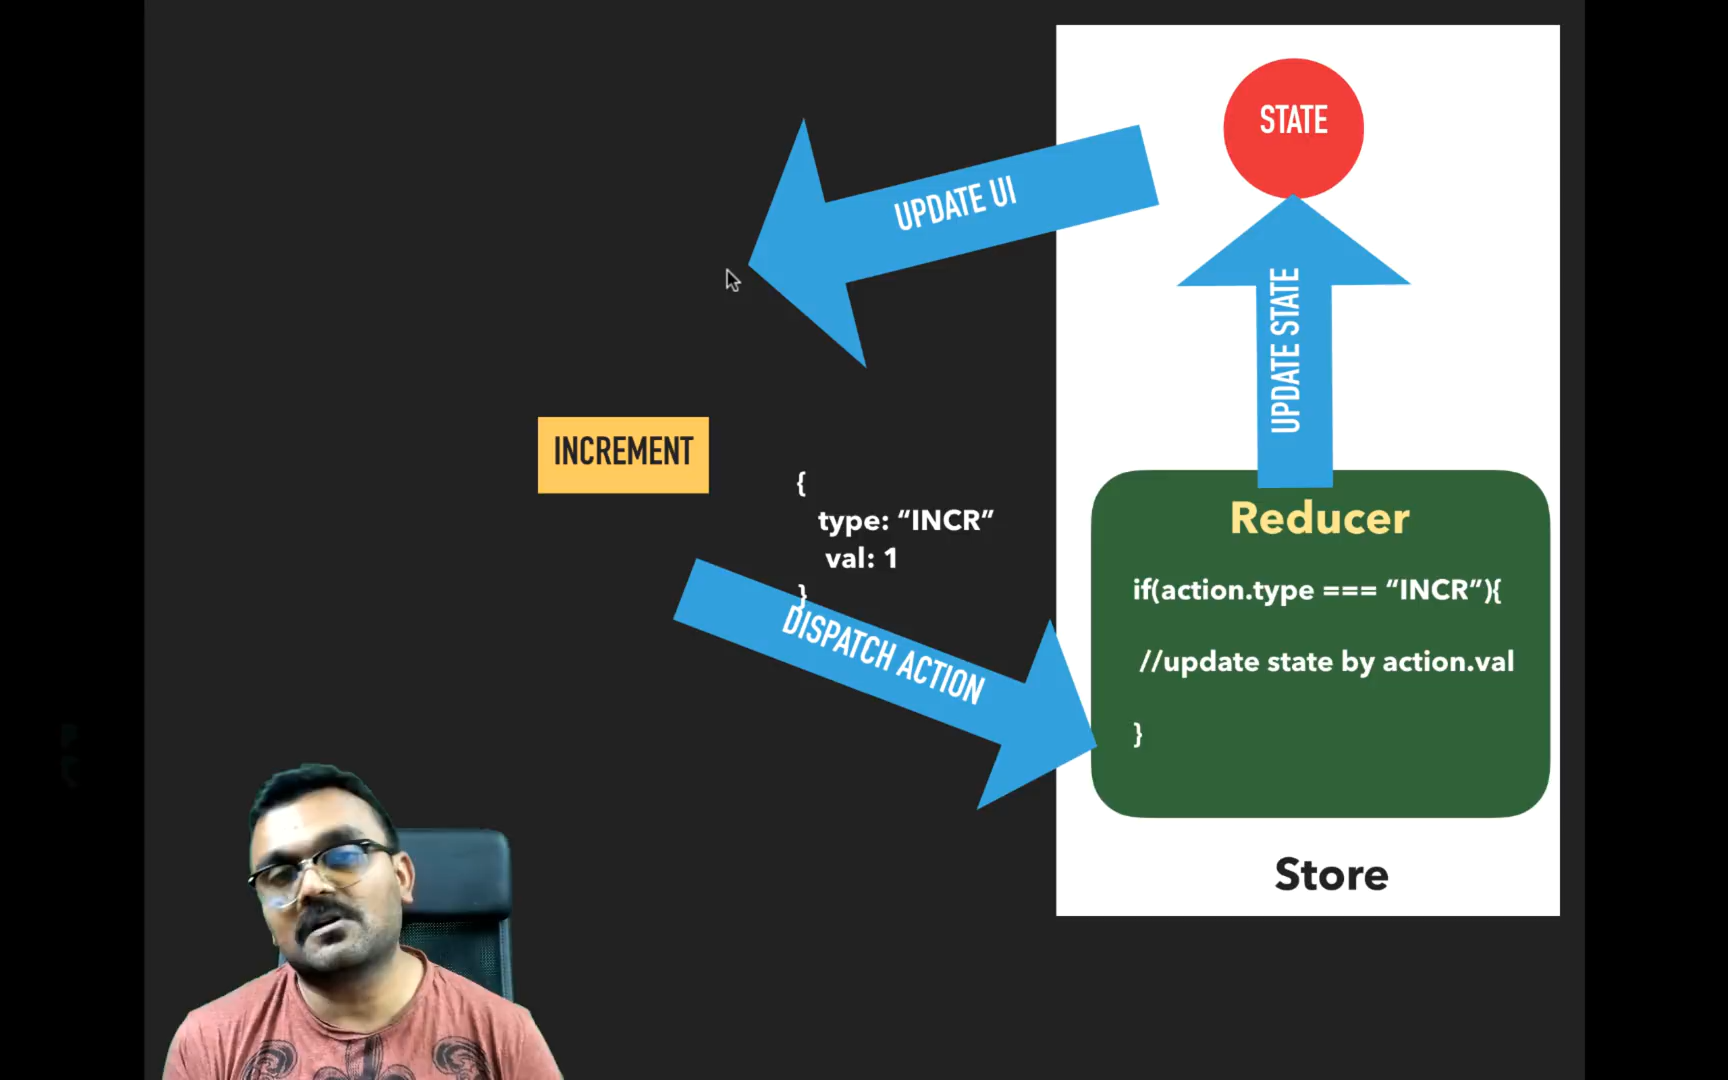 STATE
UPDATE UI
UPDATE STATE
INCREMENT
{
type: “INCR”
val: 1
}
DISPATCH ACTION
Reducer
if(action.type === “INCR”){
//update state by action.val
}
Store